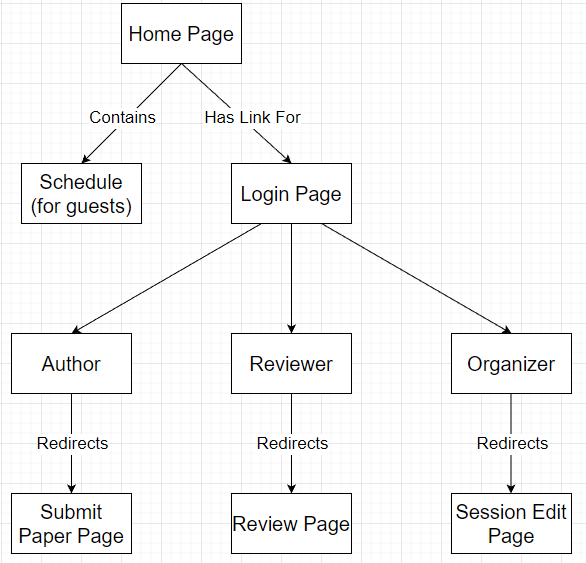 Home Page
Contains
Has Link For
Schedule
(for guests)
Login Page
Author
Reviewer
Organizer
Redirects
Redirects
Redirects
Submit
Paper Page
Review Page
Session Edit
Page